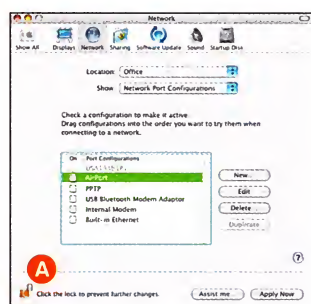 Network
Show All Displays Network Sharing Software Update Sound Startup Disk
Location: Office
Show: Network Port Configurations
Check a configuration to make it active.
Drag configurations into the order you want to try them when
connecting to a network.
On Port Configurations
AirPort
PPTP
USB Bluetooth Modem Adaptor
Internal Modem
Built-in Ethernet
New...
Edit
Delete
Duplicate
?
A
Click the lock to prevent further changes.
Assist me... Apply Now